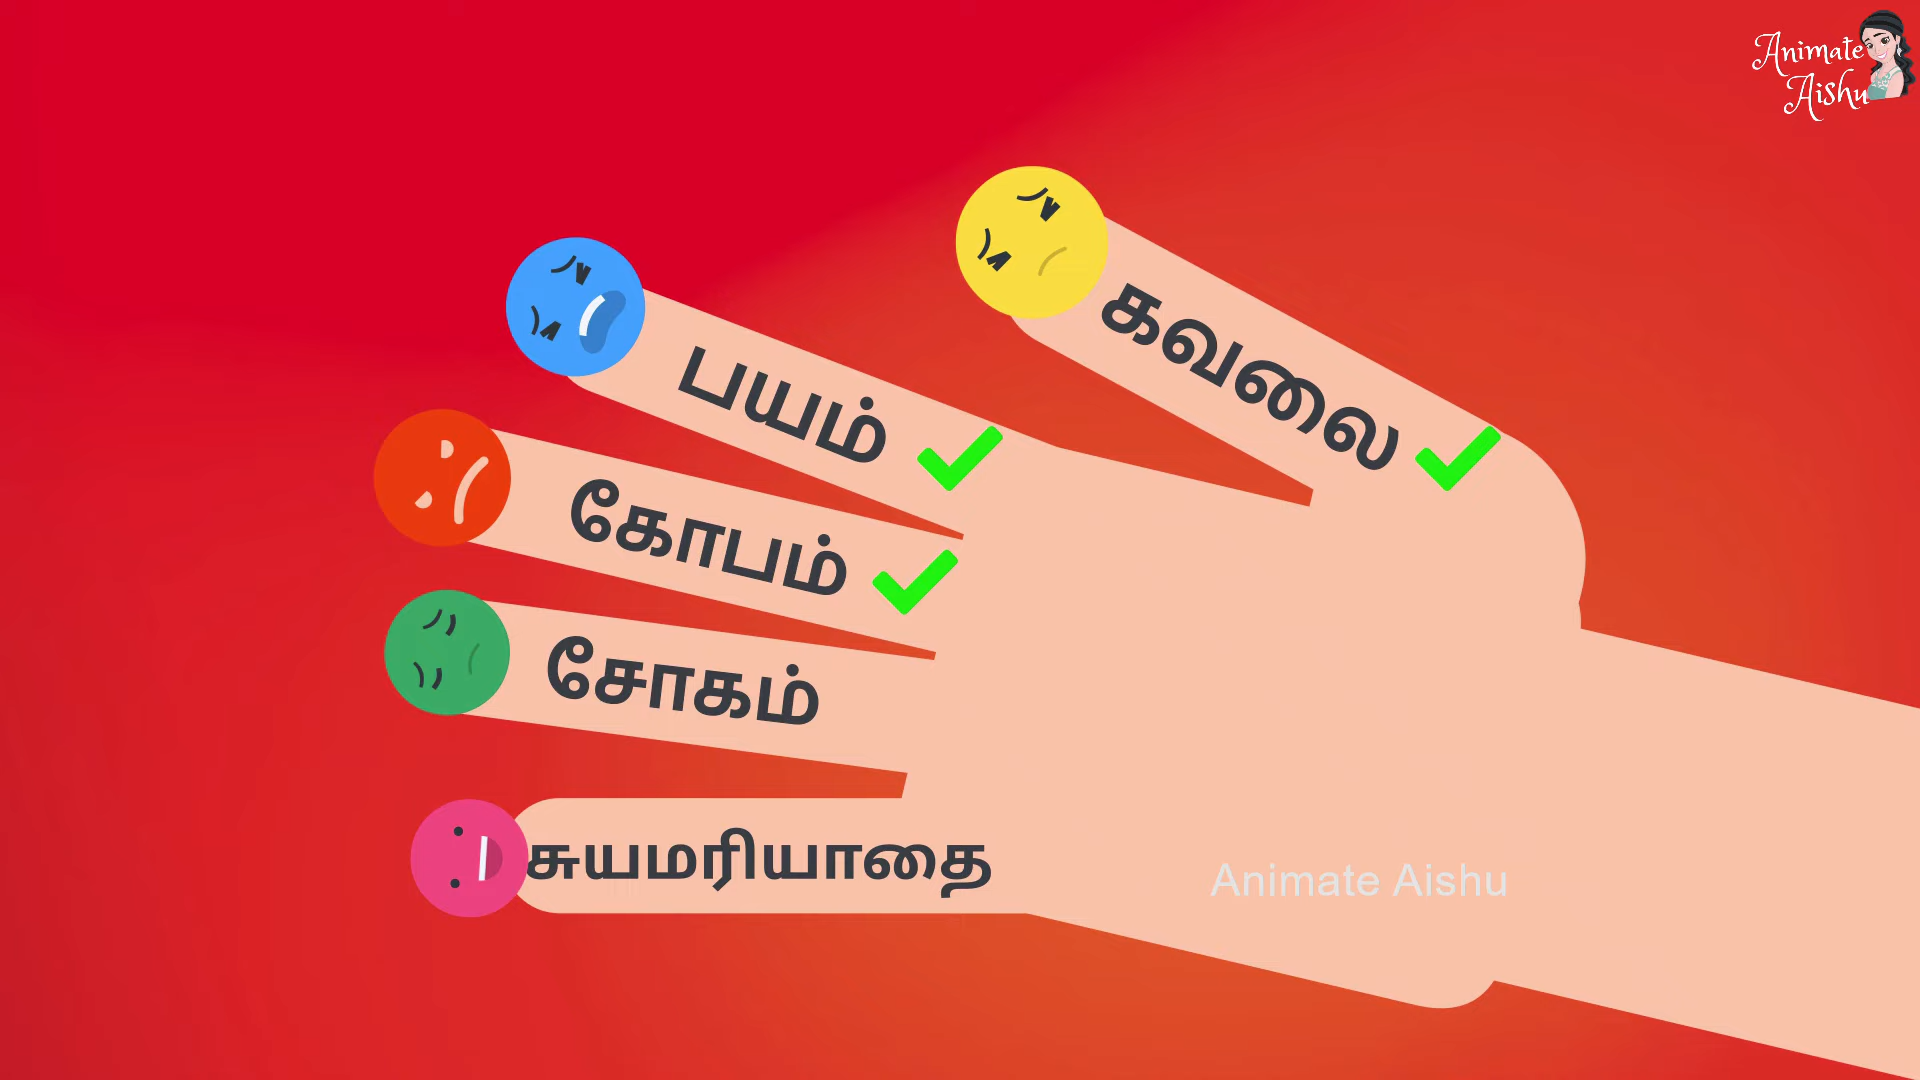 Animate
Aishu
கவலை
பயம்
கோபம்
சோகம்
சுயமரியாதை
Animate Aishu